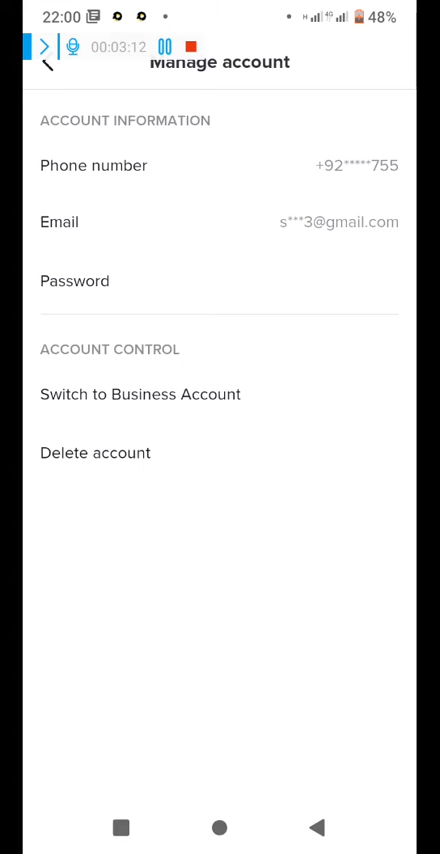 22:00 H 4G 48%
00:03:12
Manage account
ACCOUNT INFORMATION
Phone number +92*****755
Email s***3@gmail.com
Password
ACCOUNT CONTROL
Switch to Business Account
Delete account